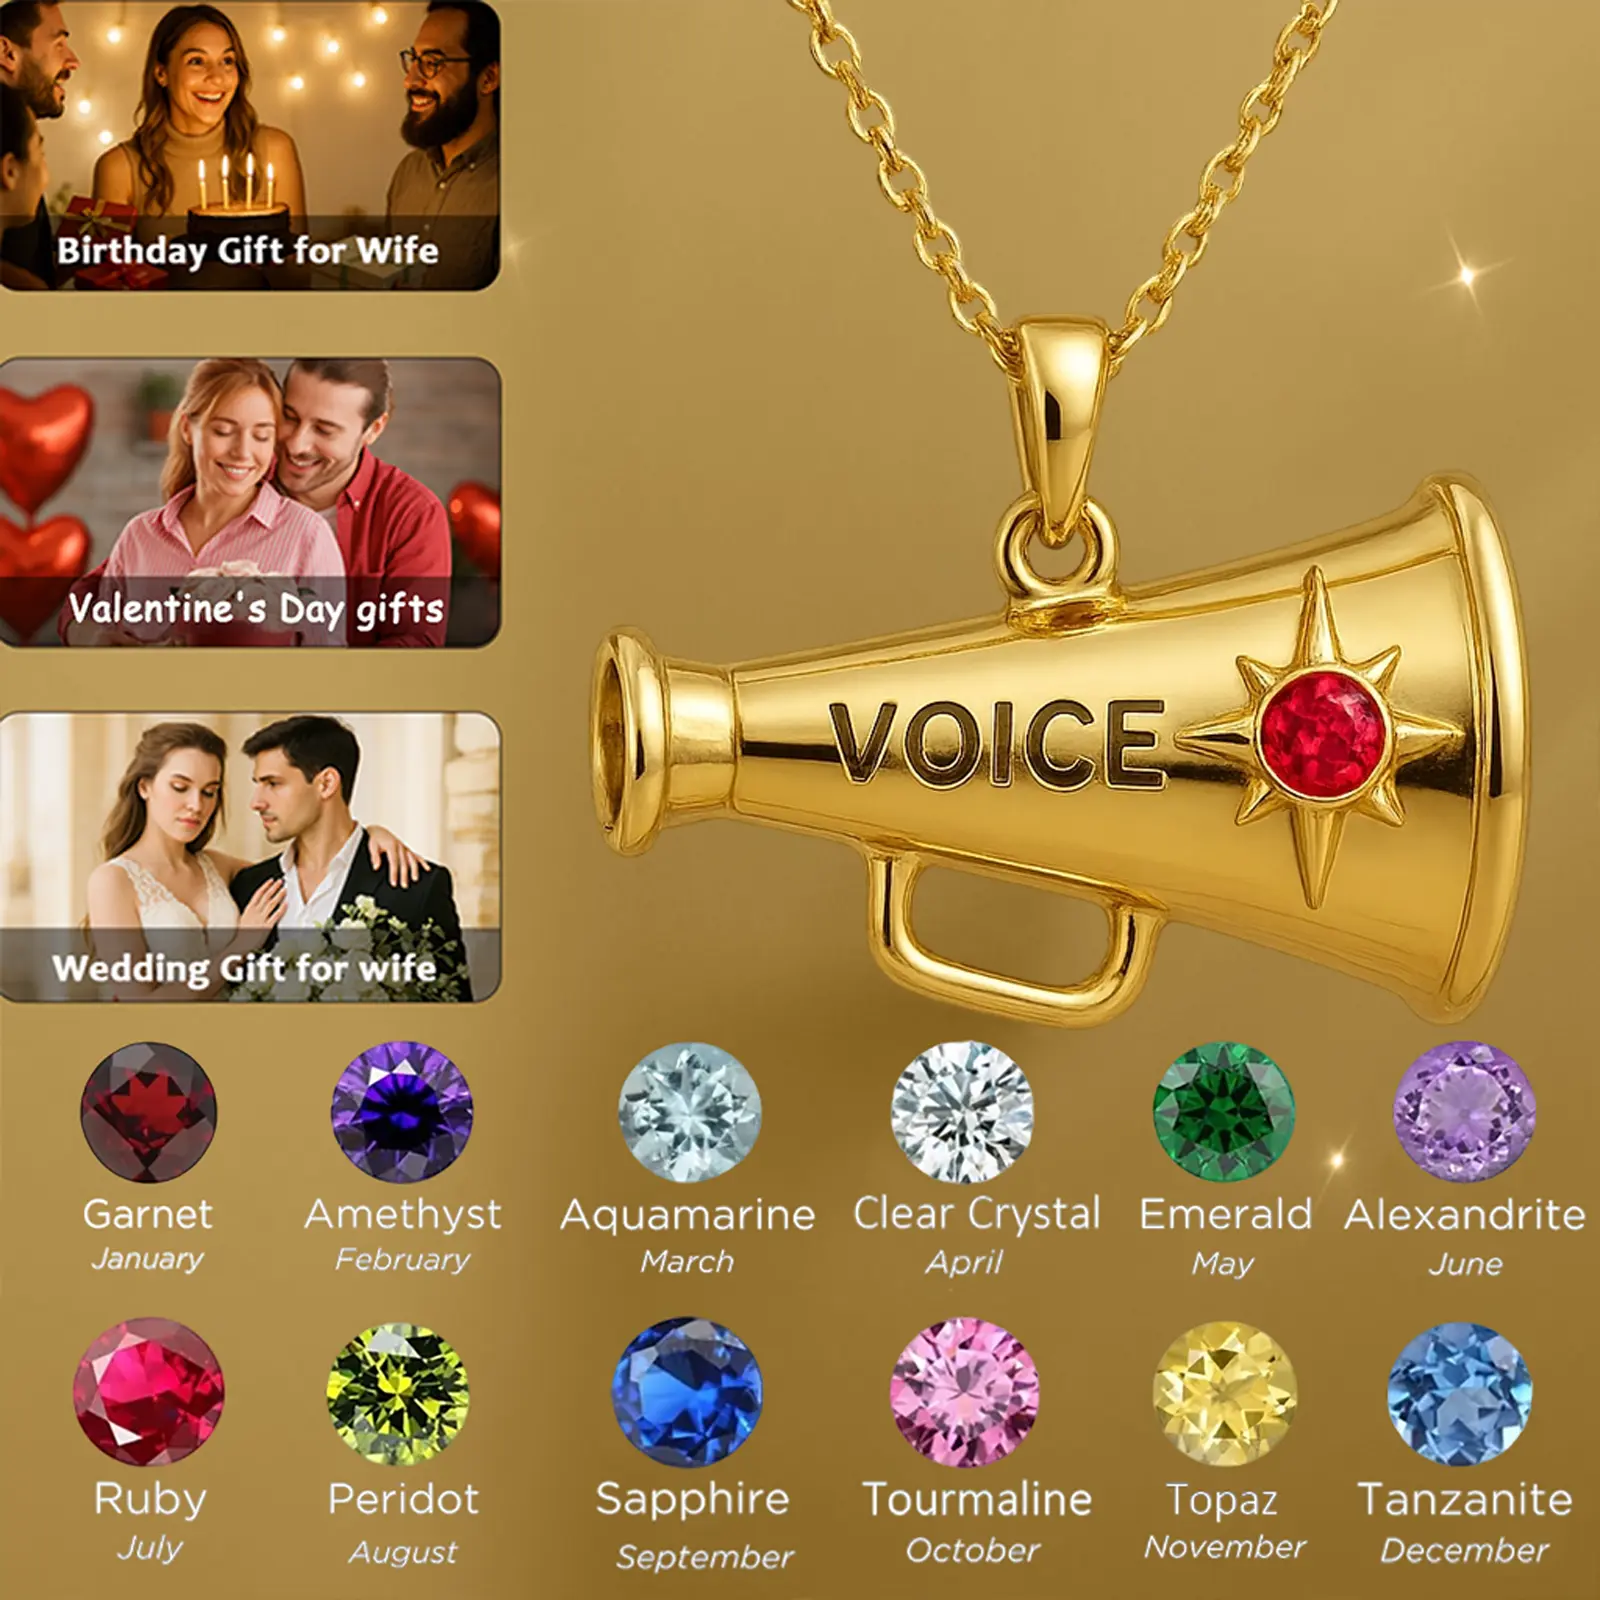 Birthday Gift for Wife
Valentine's Day gifts
Wedding Gift for wife
VOICE
Garnet
January
Amethyst
February
Aquamarine
March
Clear Crystal
April
Emerald
May
Alexandrite
June
Ruby
July
Peridot
August
Sapphire
September
Tourmaline
October
Topaz
November
Tanzanite
December